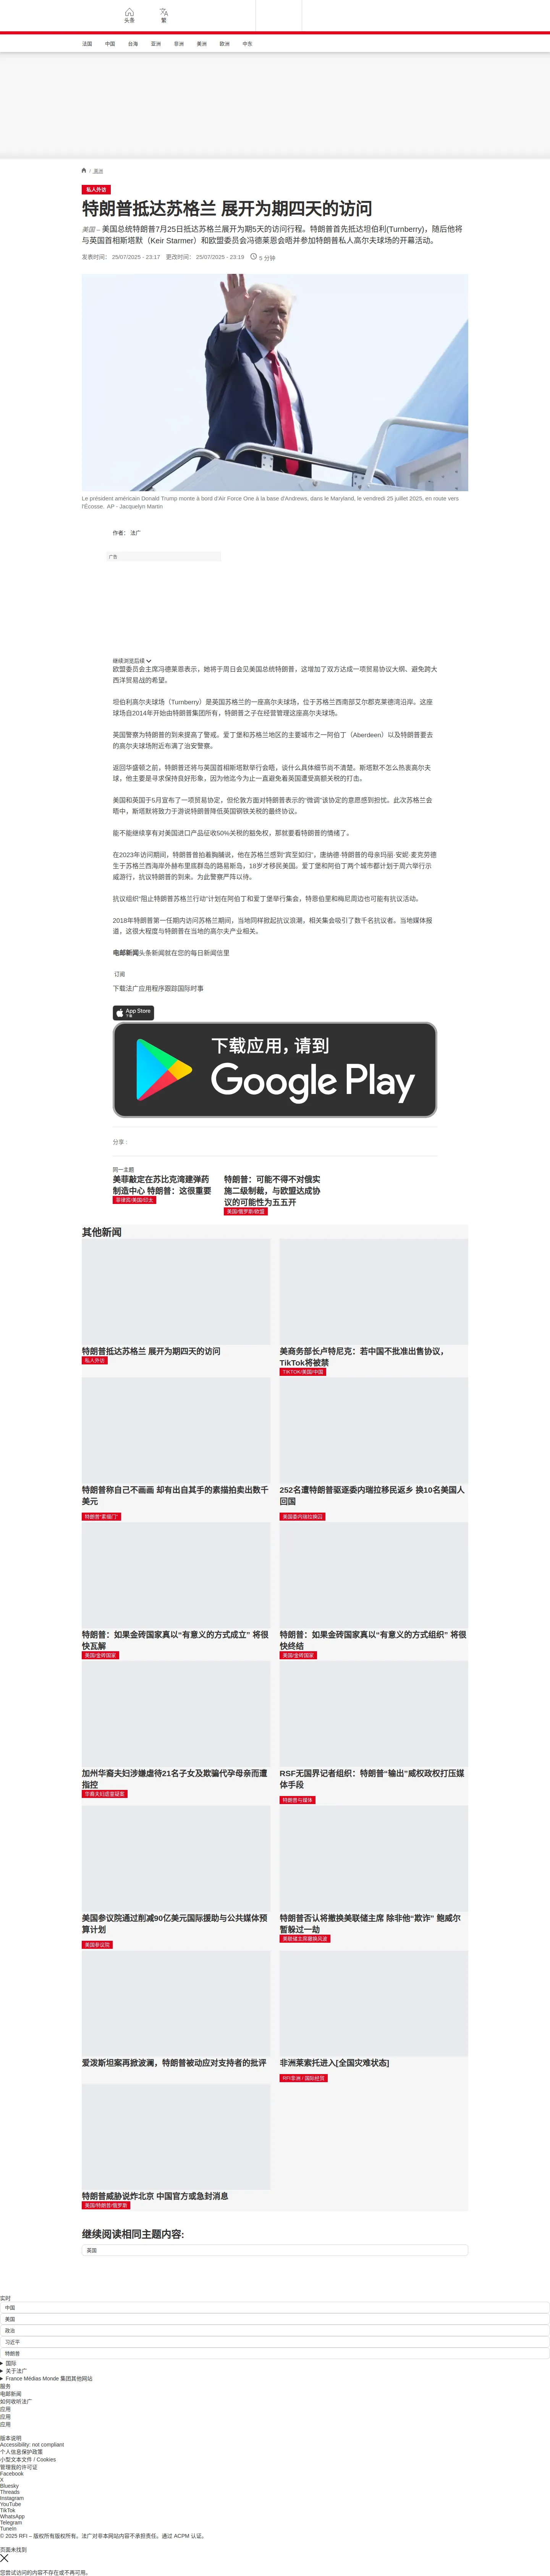 头条
繁
法国
中国
台海
亚洲
非洲
美洲
欧洲
中东
/ 美洲
私人外访
特朗普抵达苏格兰 展开为期四天的访问
美国 – 美国总统特朗普7月25日抵达苏格兰展开为期5天的访问行程。特朗普首先抵达坦伯利(Turnberry)，随后他将
与英国首相斯塔默（Keir Starmer）和欧盟委员会冯德莱恩会晤并参加特朗普私人高尔夫球场的开幕活动。
发表时间： 25/07/2025 - 23:17 更改时间： 25/07/2025 - 23:19 5 分钟
Le président américain Donald Trump monte à bord d'Air Force One à la base d'Andrews, dans le Maryland, le vendredi 25 juillet 2025, en route vers
l'Écosse. AP - Jacquelyn Martin
作者： 法广
广告
继续浏览后续
欧盟委员会主席冯德莱恩表示，她将于周日会见美国总统特朗普，这增加了双方达成一项贸易协议大纲、避免跨大
西洋贸易战的希望。
坦伯利高尔夫球场（Turnberry）是英国苏格兰的一座高尔夫球场，位于苏格兰西南部艾尔郡克莱德湾沿岸。这座
球场自2014年开始由特朗普集团所有，特朗普之子在经营管理这座高尔夫球场。
英国警察为特朗普的到来提高了警戒。爱丁堡和苏格兰地区的主要城市之一阿伯丁（Aberdeen）以及特朗普要去
的高尔夫球场附近布满了治安警察。
返回华盛顿之前，特朗普还将与英国首相斯塔默举行会晤，谈什么具体细节尚不清楚。斯塔默不怎么热衷高尔夫
球，他主要是寻求保持良好形象，因为他迄今为止一直避免着英国遭受高额关税的打击。
美国和英国于5月宣布了一项贸易协定，但伦敦方面对特朗普表示的“微调”该协定的意愿感到担忧。此次苏格兰会
晤中，斯塔默将致力于游说特朗普降低英国钢铁关税的最终协议。
能不能继续享有对美国进口产品征收50%关税的豁免权，那就要看特朗普的情绪了。
在2023年访问期间，特朗普曾拍着胸脯说，他在苏格兰感到“宾至如归”，唐纳德·特朗普的母亲玛丽·安妮·麦克劳德
生于苏格兰西海岸外赫布里底群岛的路易斯岛，18岁才移民美国。爱丁堡和阿伯丁两个城市都计划于周六举行示
威游行，抗议特朗普的到来。为此警察严阵以待。
抗议组织“阻止特朗普苏格兰行动”计划在阿伯丁和爱丁堡举行集会，特恩伯里和梅尼周边也可能有抗议活动。
2018年特朗普第一任期内访问苏格兰期间，当地同样掀起抗议浪潮，相关集会吸引了数千名抗议者。当地媒体报
道，这很大程度与特朗普在当地的高尔夫产业相关。
电邮新闻头条新闻就在您的每日新闻信里
订阅
下载法广应用程序跟踪国际时事
App Store
下载
下载应用，请到
Google Play
分享 :
同一主题
美菲敲定在苏比克湾建弹药
制造中心 特朗普：这很重要
菲律宾/美国/印太
特朗普：可能不得不对俄实
施二级制裁，与欧盟达成协
议的可能性为五五开
美国/俄罗斯/欧盟
其他新闻
特朗普抵达苏格兰 展开为期四天的访问
私人外访
美商务部长卢特尼克：若中国不批准出售协议，
TikTok将被禁
TIKTOK/美国/中国
特朗普称自己不画画 却有出自其手的素描拍卖出数千
美元
特朗普“素描门”
252名遭特朗普驱逐委内瑞拉移民返乡 换10名美国人
回国
美国委内瑞拉换囚
特朗普：如果金砖国家真以“有意义的方式成立” 将很
快瓦解
美国/金砖国家
特朗普：如果金砖国家真以“有意义的方式组织” 将很
快终结
美国/金砖国家
加州华裔夫妇涉嫌虐待21名子女及欺骗代孕母亲而遭
指控
华裔夫妇虐童疑案
RSF无国界记者组织：特朗普“输出”威权政权打压媒
体手段
特朗普与媒体
美国参议院通过削减90亿美元国际援助与公共媒体预
算计划
美国参议院
特朗普否认将撤换美联储主席 除非他“欺诈” 鲍威尔
暂躲过一劫
美联储主席撤换风波
爱泼斯坦案再掀波澜，特朗普被动应对支持者的批评
非洲莱索托进入[全国灾难状态]
RFI非洲 / 国际经贸
特朗普威胁说炸北京 中国官方或急封消息
美国/特朗普/俄罗斯
继续阅读相同主题内容:
英国
实时
中国
美国
政治
习近平
特朗普
国际
关于法广
France Médias Monde 集团其他网站
服务
电邮新闻
如何收听法广
应用
应用
应用
版本说明
Accessibility: not compliant
个人信息保护政策
小型文本文件 / Cookies
管理我的许可证
Facebook
X
Bluesky
Threads
Instagram
YouTube
TikTok
WhatsApp
Telegram
TuneIn
© 2025 RFI – 版权所有版权所有。法广对非本网站内容不承担责任。通过 ACPM 认证。
页面未找到
您尝试访问的内容不存在或不再可用。